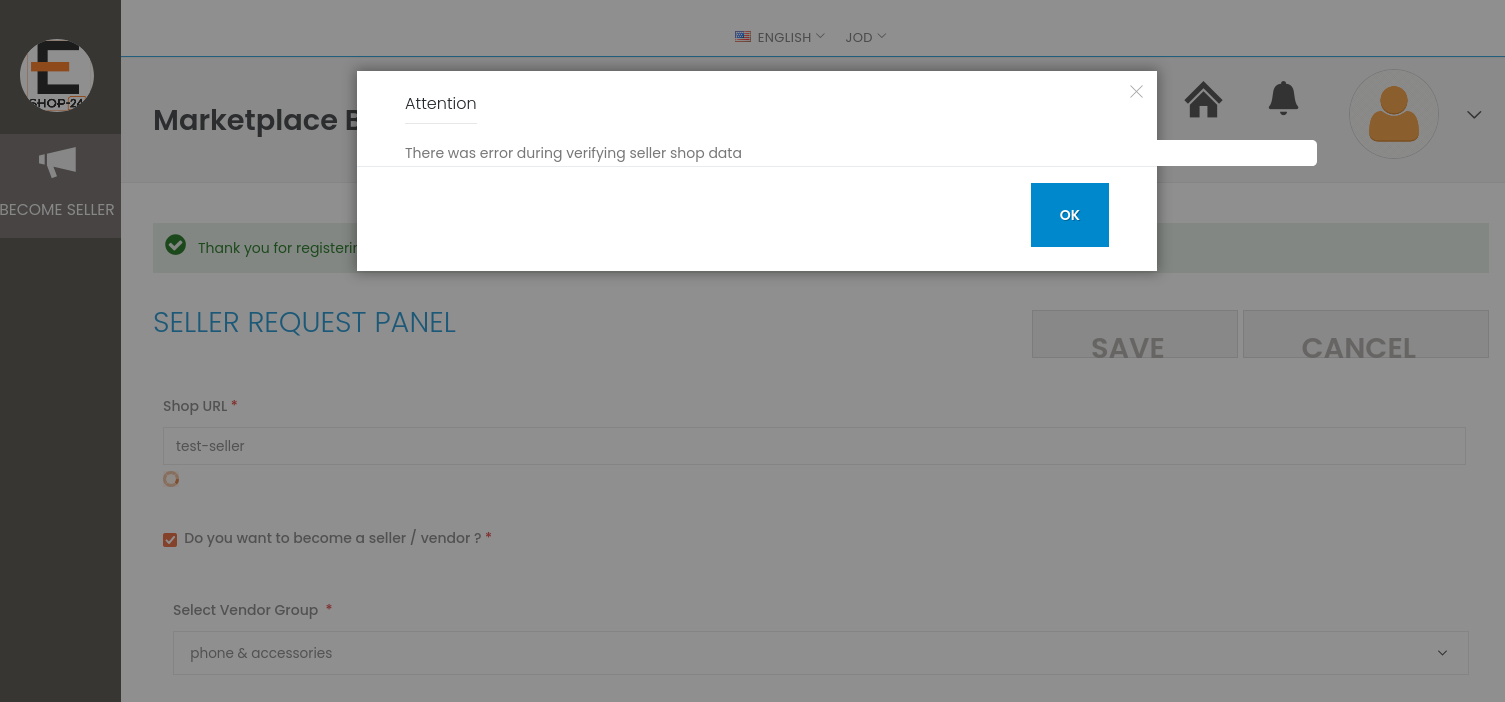 ENGLISH JOD
SHOP-24
Marketplace
Attention
There was error during verifying seller shop data
OK
BECOME SELLER
Thank you for
SELLER REQUEST PANEL
SAVE CANCEL
Shop URL *
test-seller
Do you want to become a seller / vendor ? *
Select Vendor Group *
phone & accessories